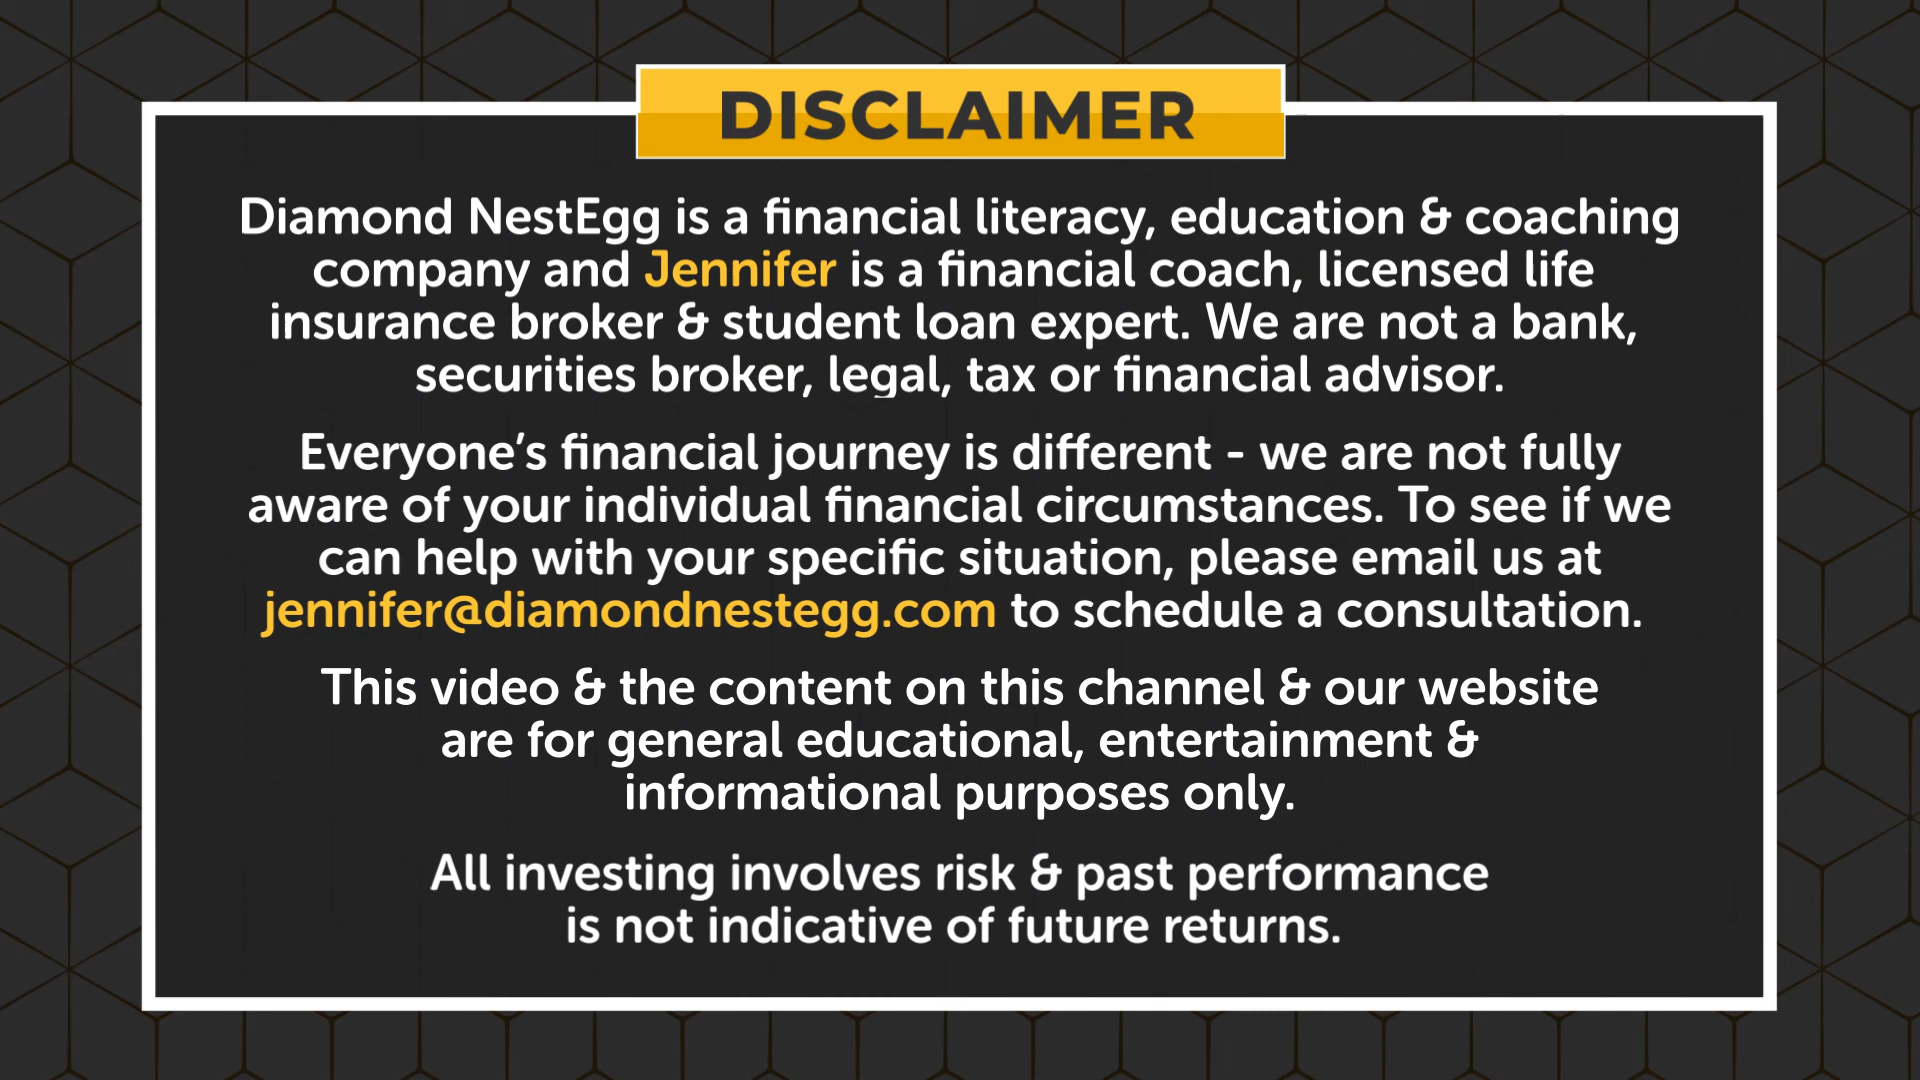 DISCLAIMER
Diamond NestEgg is a financial literacy, education & coaching
company and Jennifer is a financial coach, licensed life
insurance broker & student loan expert. We are not a bank,
securities broker, legal, tax or financial advisor.
Everyone’s financial journey is different - we are not fully
aware of your individual financial circumstances. To see if we
can help with your specific situation, please email us at
jennifer@diamondnestegg.com to schedule a consultation.
This video & the content on this channel & our website
are for general educational, entertainment &
informational purposes only.
All investing involves risk & past performance
is not indicative of future returns.